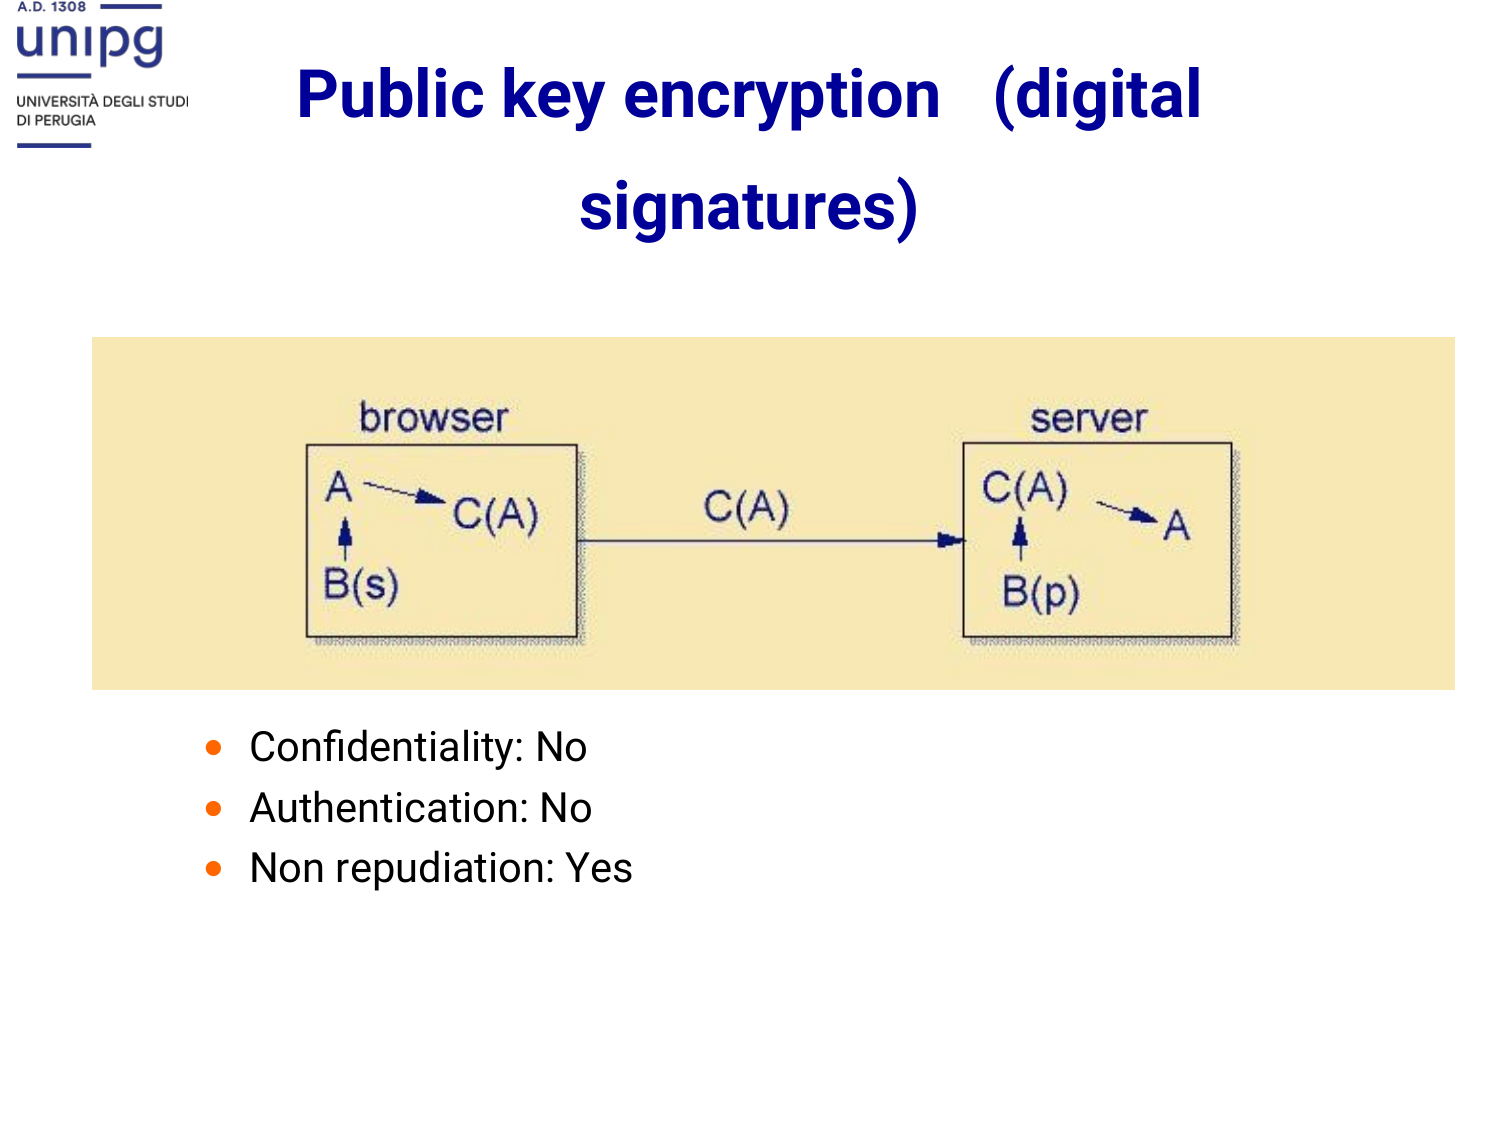 A.D. 1308
unipg
UNIVERSITÀ DEGLI STUDI
DI PERUGIA
Public key encryption (digital
signatures)
browser
server
A
C(A)
B(s)
C(A)
C(A)
A
B(p)
Confidentiality: No
Authentication: No
Non repudiation: Yes